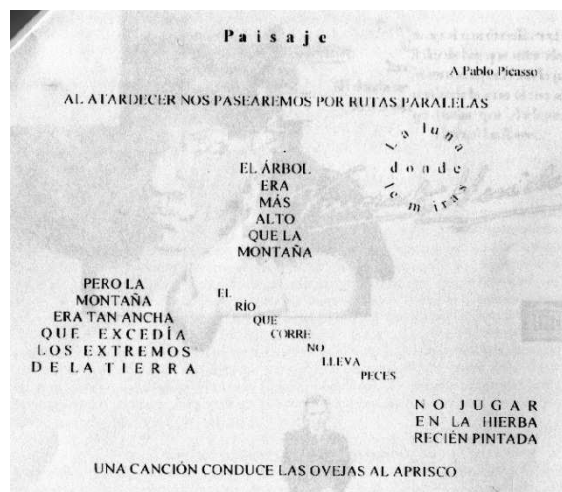 Paisaje
A Pablo Picasso
AL ATARDECER NOS PASEAREMOS POR RUTAS PARALELAS
La luna
donde
te miras
EL ÁRBOL
ERA
MÁS
ALTO
QUE LA
MONTAÑA
PERO LA
MONTAÑA
ERA TAN ANCHA
QUE EXCEDÍA
LOS EXTREMOS
DE LA TIERRA
EL
RÍO
QUE
CORRE
NO
LLEVA
PECES
NO JUGAR
EN LA HIERBA
RECIÉN PINTADA
UNA CANCIÓN CONDUCE LAS OVEJAS AL APRISCO